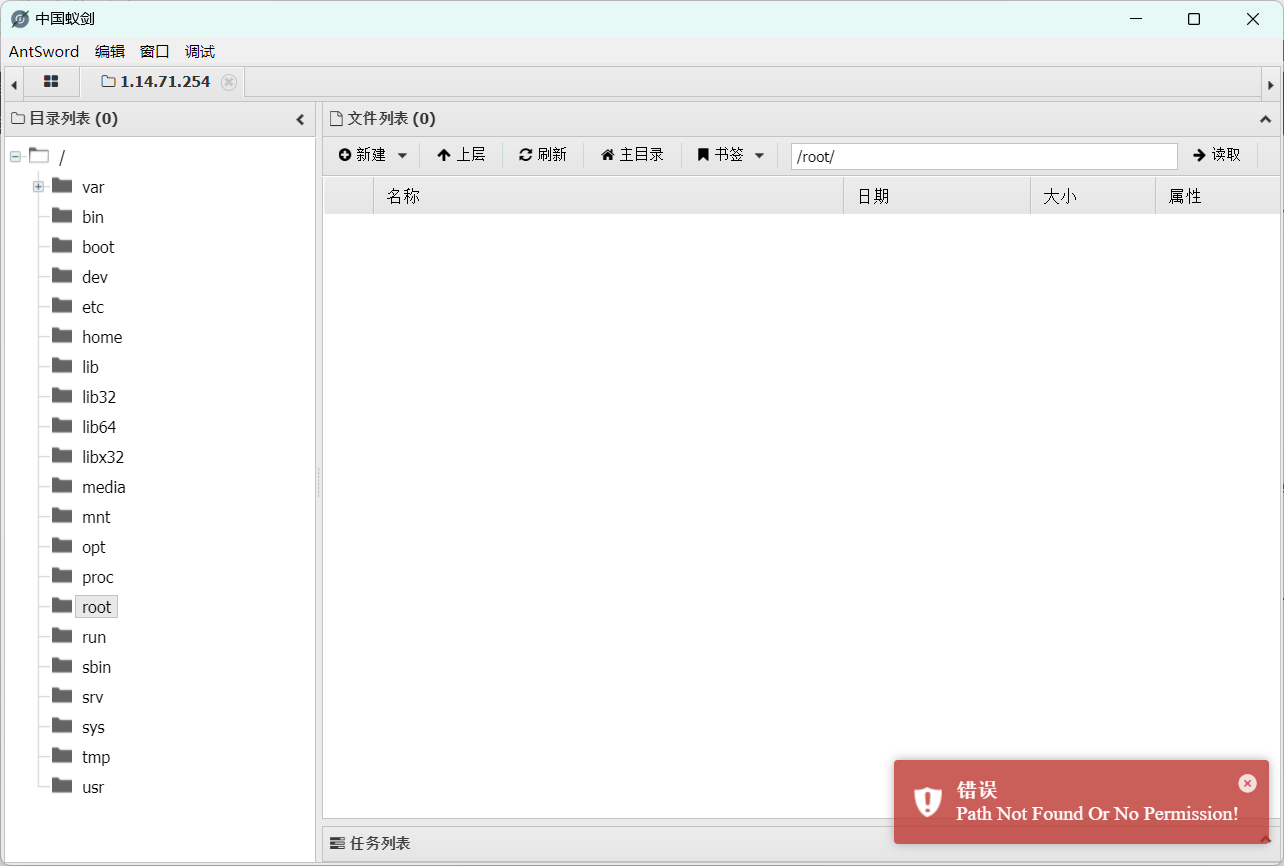 中国蚁剑
AntSword 编辑 窗口 调试
1.14.71.254
目录列表 (0)
/
var
bin
boot
dev
etc
home
lib
lib32
lib64
libx32
media
mnt
opt
proc
root
run
sbin
srv
sys
tmp
usr
文件列表 (0)
新建 上层 刷新 主目录 书签 /root/ 读取
名称 日期 大小 属性
错误
Path Not Found Or No Permission!
任务列表